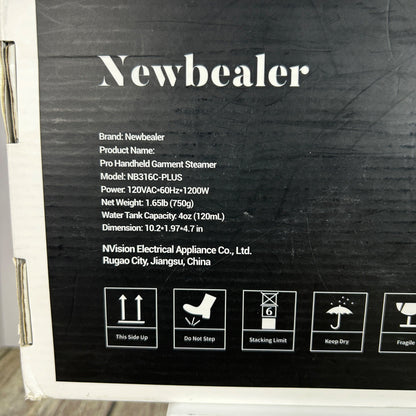 Newbealer
Brand: Newbealer
Product Name:
Pro Handheld Garment Steamer
Model: NB316C-PLUS
Power: 120VAC•60Hz•1200W
Net Weight: 1.65lb (750g)
Water Tank Capacity: 4oz (120mL)
Dimension: 10.2*1.97*4.7 in
NVision Electrical Appliance Co., Ltd.
Rugao City, Jiangsu, China
6
This Side Up
Do Not Step
Stacking Limit
Keep Dry
Fragile